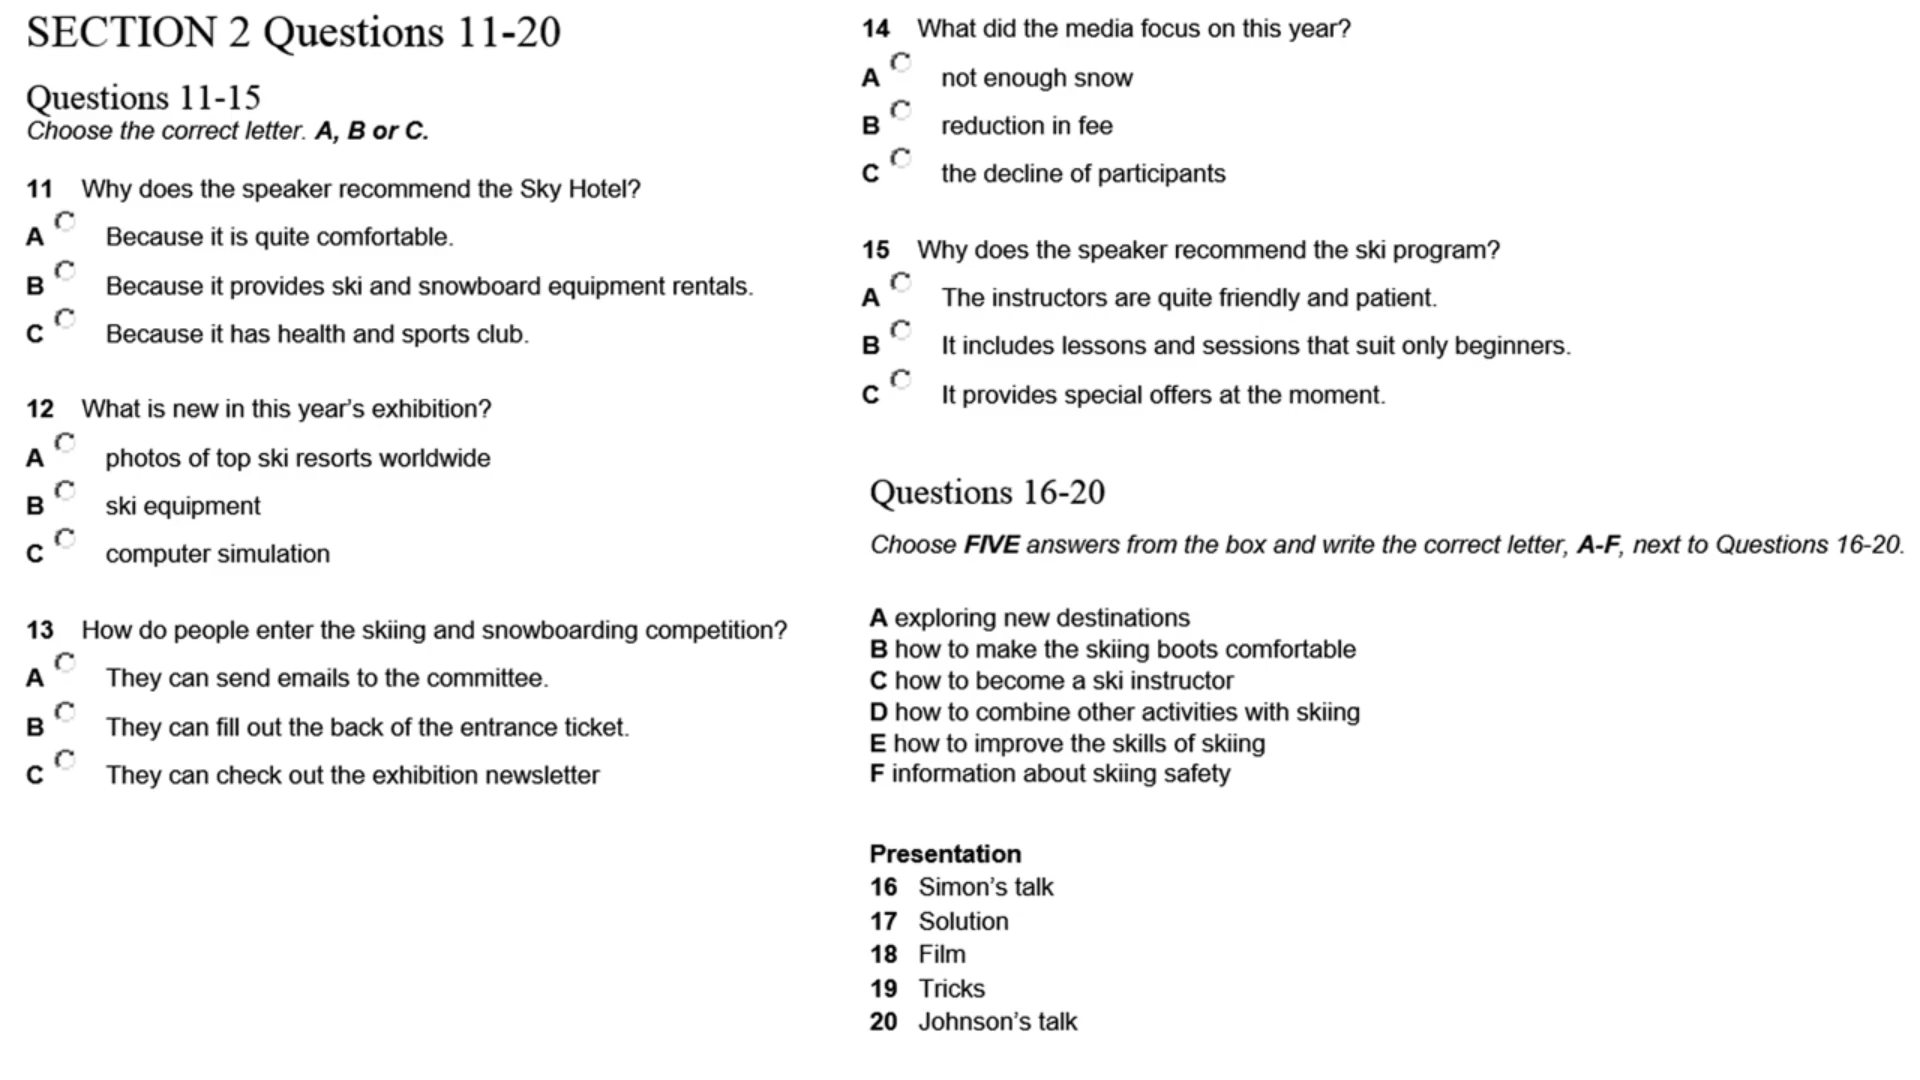 SECTION 2 Questions 11-20
Questions 11-15
Choose the correct letter. A, B or C.
11 Why does the speaker recommend the Sky Hotel?
A Because it is quite comfortable.
B Because it provides ski and snowboard equipment rentals.
C Because it has health and sports club.
12 What is new in this year's exhibition?
A photos of top ski resorts worldwide
B ski equipment
C computer simulation
13 How do people enter the skiing and snowboarding competition?
A They can send emails to the committee.
B They can fill out the back of the entrance ticket.
C They can check out the exhibition newsletter
14 What did the media focus on this year?
A not enough snow
B reduction in fee
C the decline of participants
15 Why does the speaker recommend the ski program?
A The instructors are quite friendly and patient.
B It includes lessons and sessions that suit only beginners.
C It provides special offers at the moment.
Questions 16-20
Choose FIVE answers from the box and write the correct letter, A-F, next to Questions 16-20.
A exploring new destinations
B how to make the skiing boots comfortable
C how to become a ski instructor
D how to combine other activities with skiing
E how to improve the skills of skiing
F information about skiing safety
Presentation
16 Simon's talk
17 Solution
18 Film
19 Tricks
20 Johnson's talk